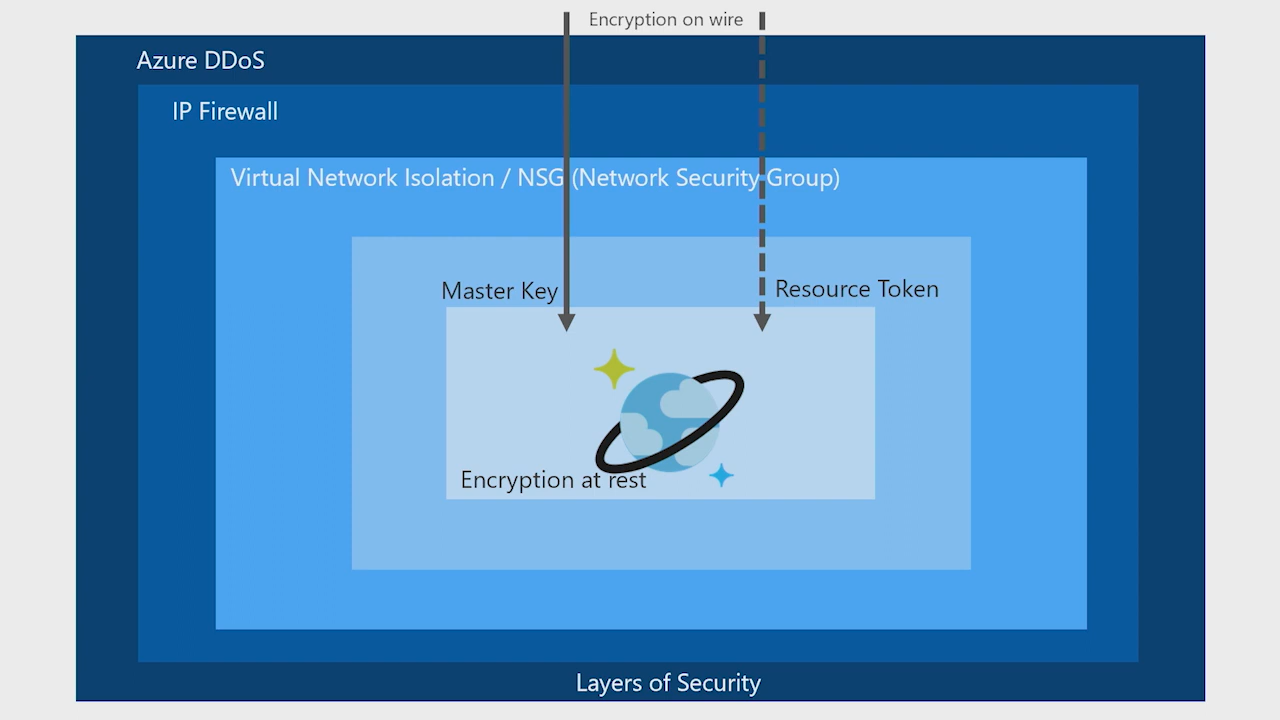 Encryption on wire
Azure DDoS
IP Firewall
Virtual Network Isolation / NSG (Network Security Group)
Master Key
Resource Token
Encryption at rest
Layers of Security